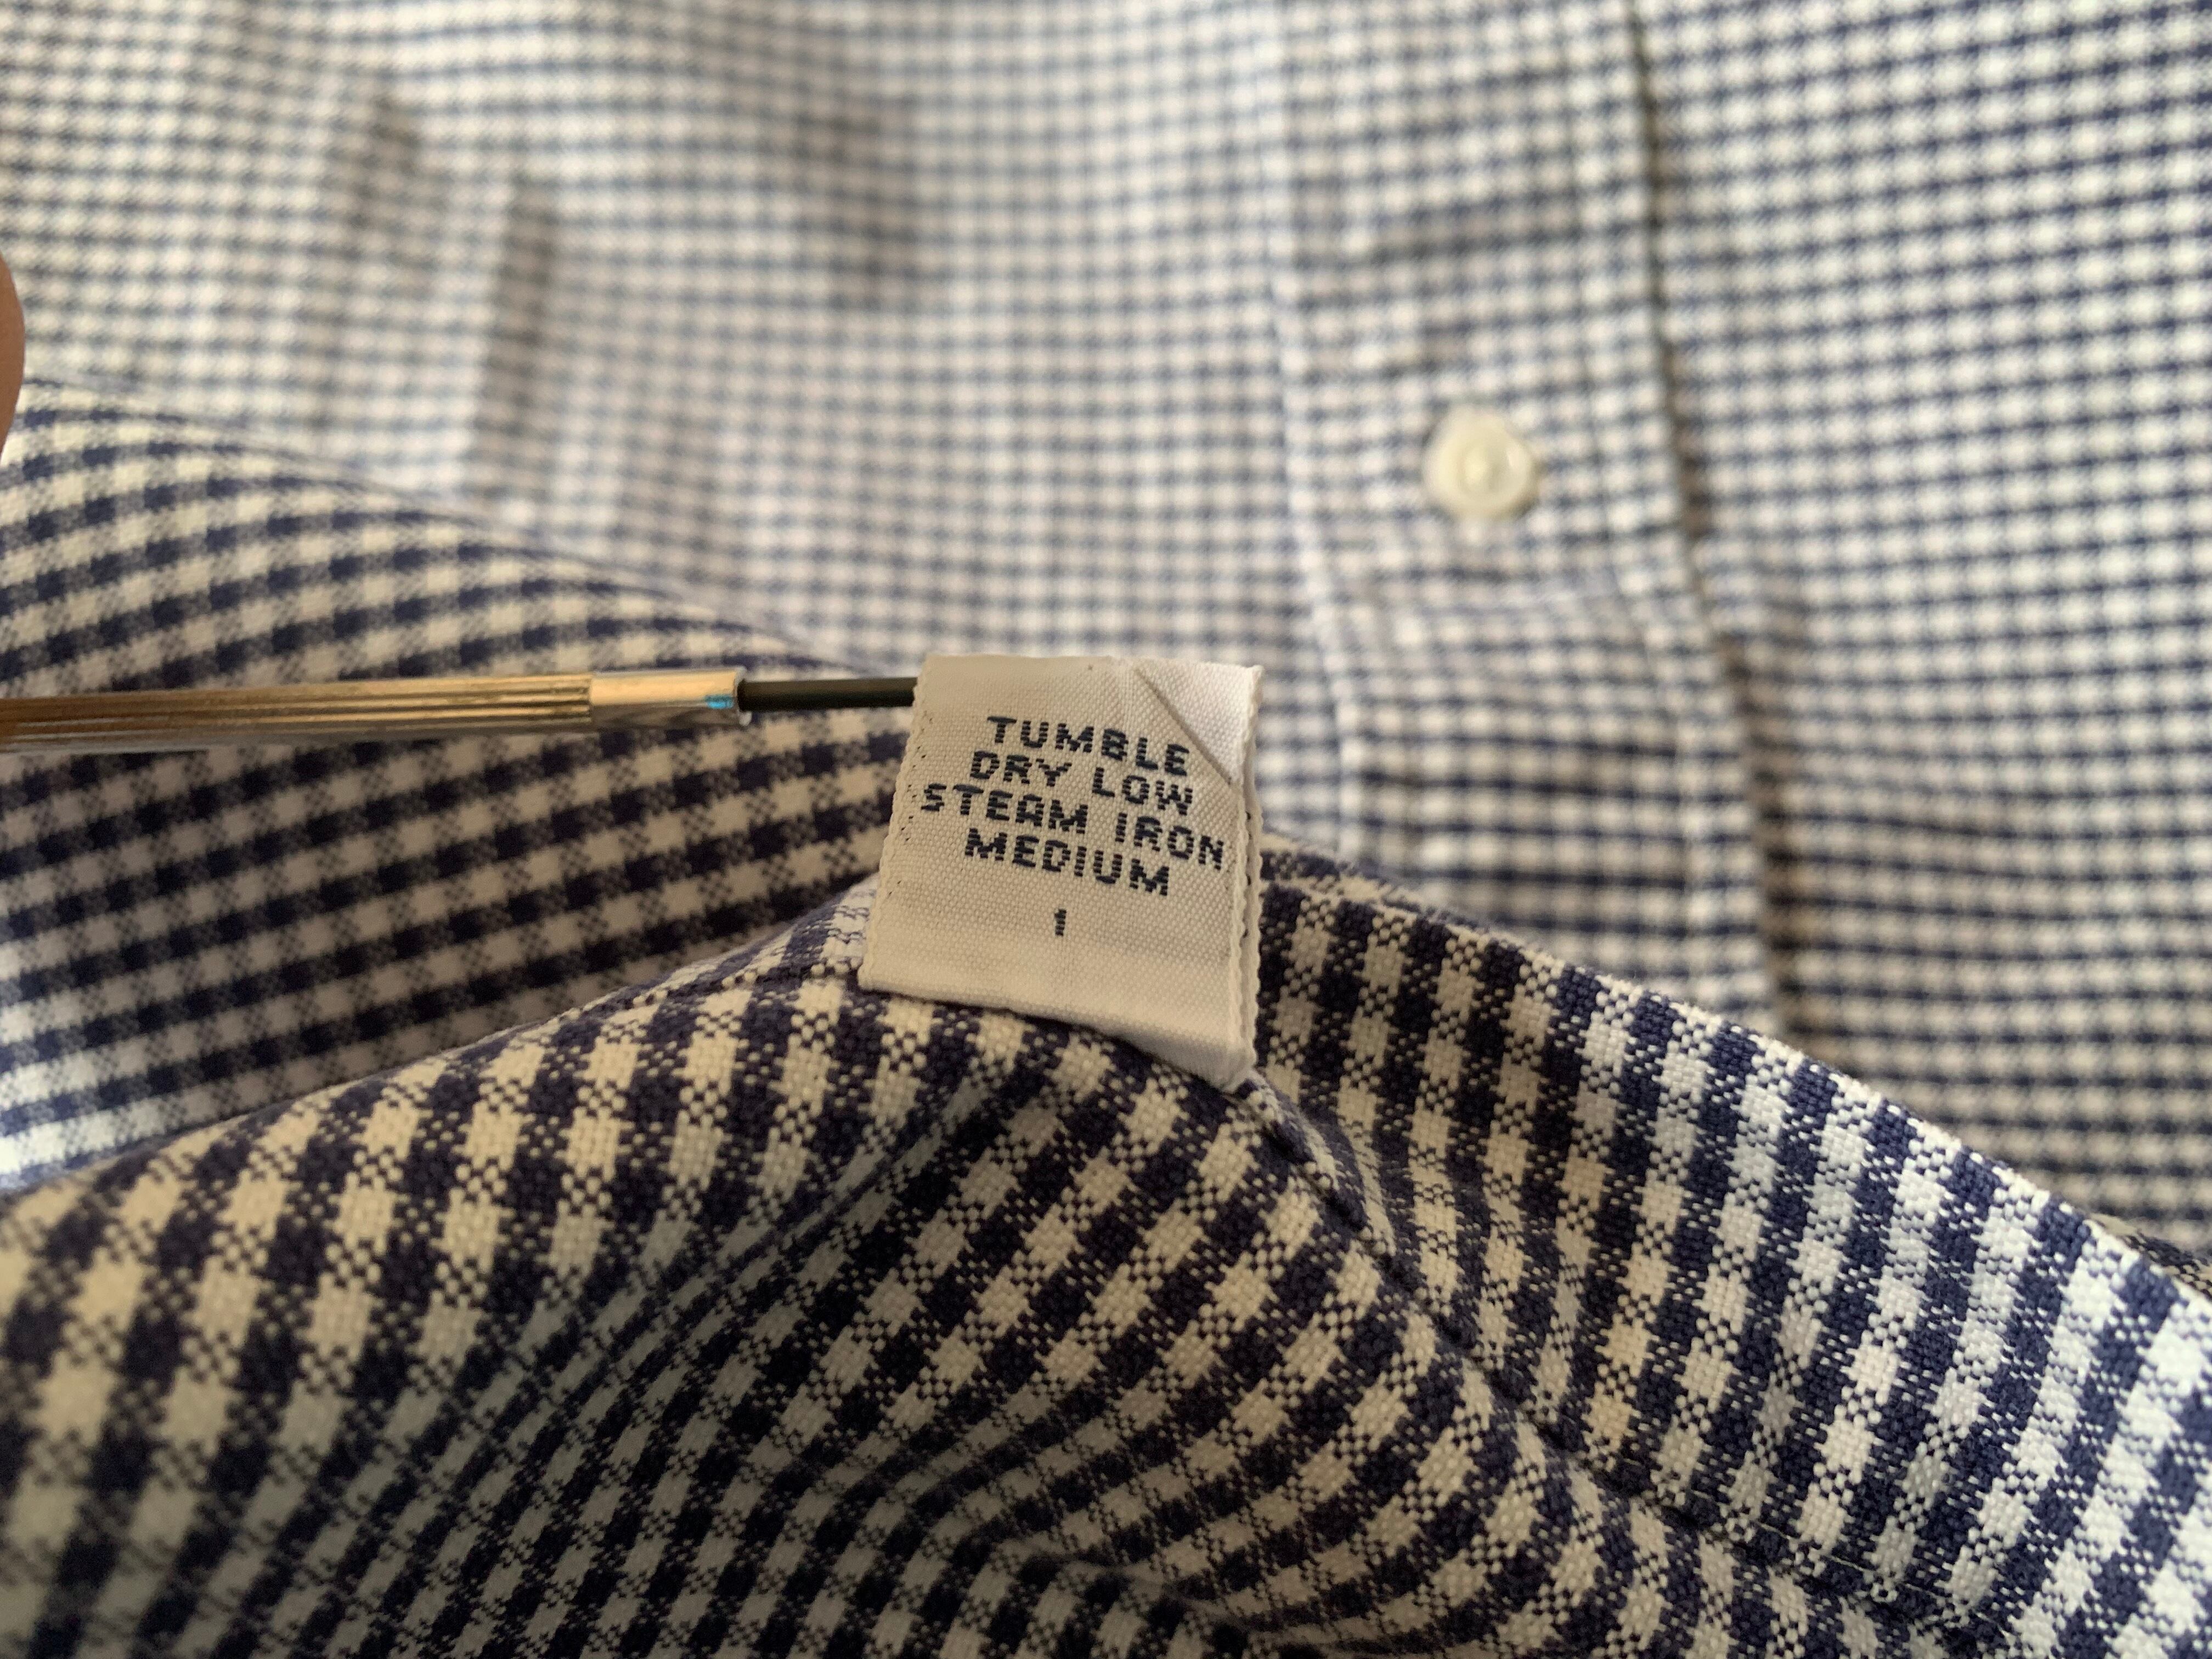 TUMBLE
DRY LOW
STEAM IRON
MEDIUM
1